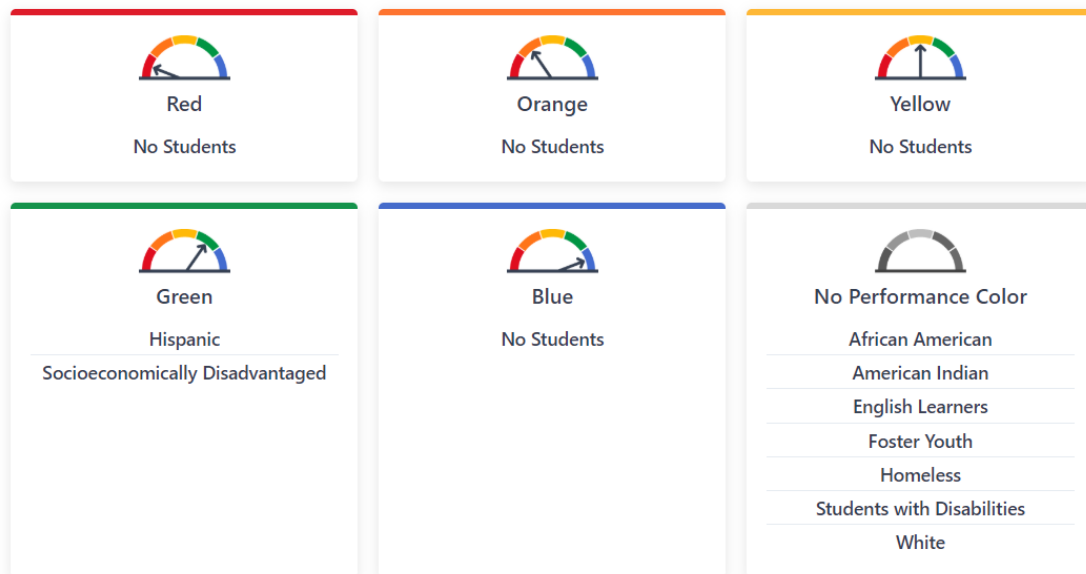 Red
No Students
Orange
No Students
Yellow
No Students
Green
Hispanic
Socioeconomically Disadvantaged
Blue
No Students
No Performance Color
African American
American Indian
English Learners
Foster Youth
Homeless
Students with Disabilities
White